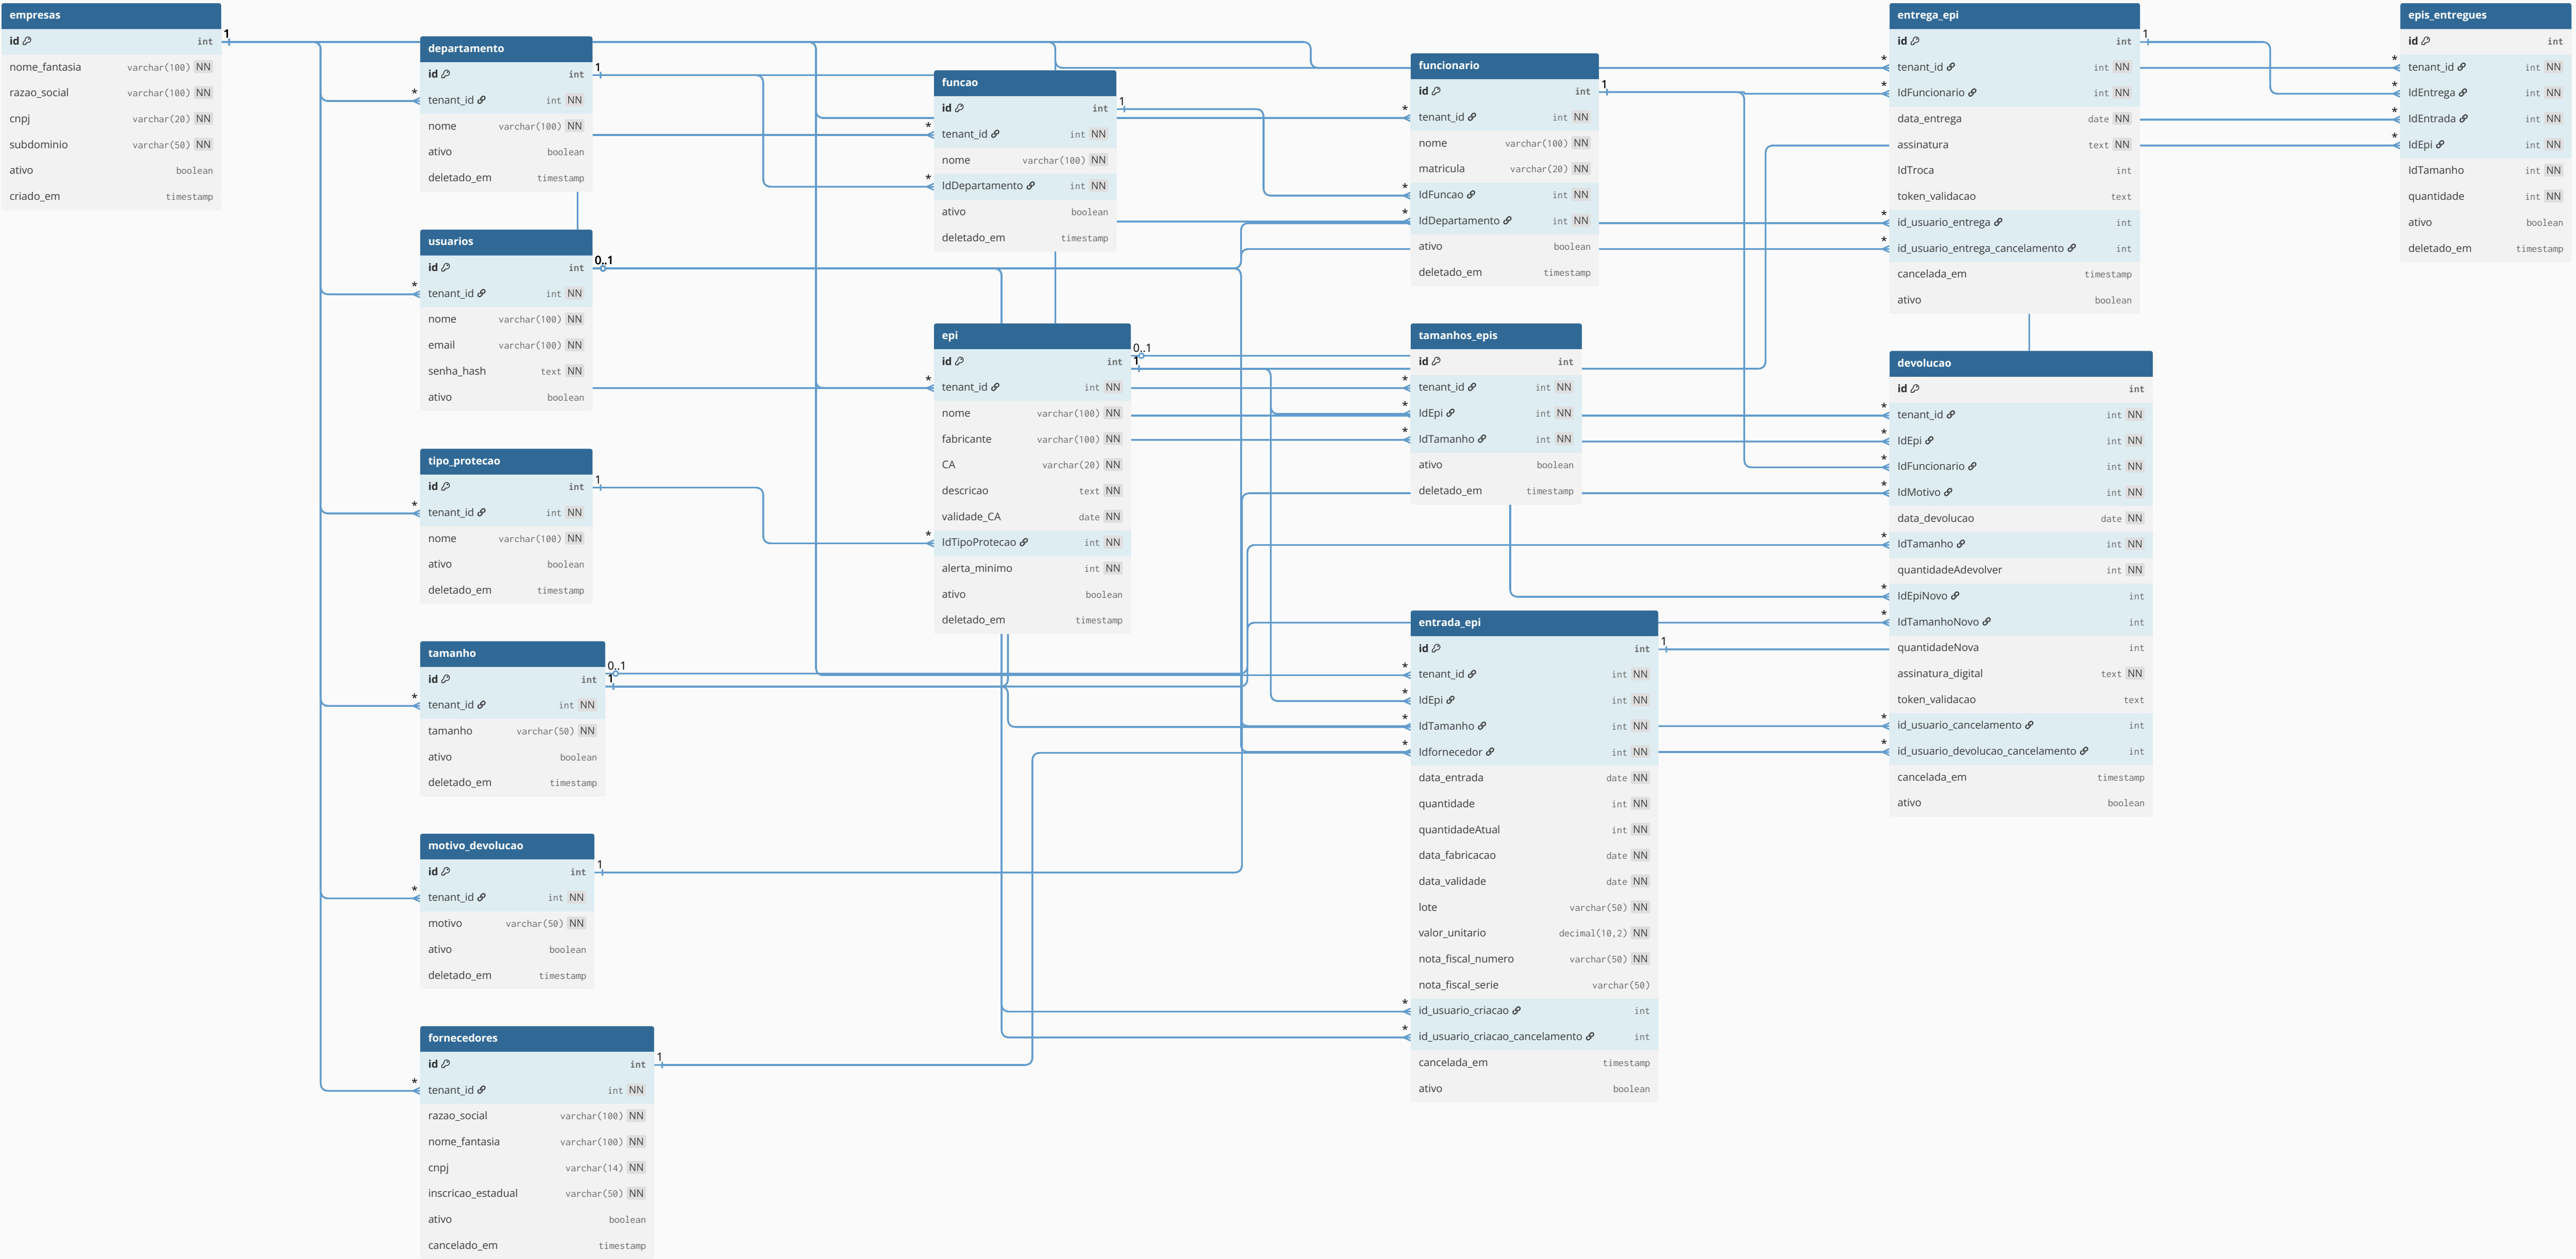 empresas
id int
nome_fantasia varchar(100) NN
razao_social varchar(100) NN
cnpj varchar(20) NN
subdominio varchar(50) NN
ativo boolean
criado_em timestamp
1
departamento
id int
tenant_id int NN
nome varchar(100) NN
ativo boolean
deletado_em timestamp
1
*
usuarios
id int
tenant_id int NN
nome varchar(100) NN
email varchar(100) NN
senha_hash text NN
ativo boolean
0..1
*
tipo_protecao
id int
tenant_id int NN
nome varchar(100) NN
ativo boolean
deletado_em timestamp
1
*
tamanho
id int
tenant_id int NN
tamanho varchar(50) NN
ativo boolean
deletado_em timestamp
0..1
1
*
motivo_devolucao
id int
tenant_id int NN
motivo varchar(50) NN
ativo boolean
deletado_em timestamp
1
*
fornecedores
id int
tenant_id int NN
razao_social varchar(100) NN
nome_fantasia varchar(100) NN
cnpj varchar(14) NN
inscricao_estadual varchar(50) NN
ativo boolean
cancelado_em timestamp
1
*
funcao
id int
tenant_id int NN
nome varchar(100) NN
IdDepartamento int NN
ativo boolean
deletado_em timestamp
1
*
*
epi
id int
tenant_id int NN
nome varchar(100) NN
fabricante varchar(100) NN
CA varchar(20) NN
descricao text NN
validade_CA date NN
IdTipoProtecao int NN
alerta_minimo int NN
ativo boolean
deletado_em timestamp
0..1
1
*
*
funcionario
id int
tenant_id int NN
nome varchar(100) NN
matricula varchar(20) NN
IdFuncao int NN
IdDepartamento int NN
ativo boolean
deletado_em timestamp
1
*
*
*
tamanhos_epis
id int
tenant_id int NN
IdEpi int NN
IdTamanho int NN
ativo boolean
deletado_em timestamp
*
*
*
entrada_epi
id int
tenant_id int NN
IdEpi int NN
IdTamanho int NN
Idfornecedor int NN
data_entrada date NN
quantidade int NN
quantidadeAtual int NN
data_fabricacao date NN
data_validade date NN
lote varchar(50) NN
valor_unitario decimal(10,2) NN
nota_fiscal_numero varchar(50) NN
nota_fiscal_serie varchar(50)
id_usuario_criacao int
id_usuario_criacao_cancelamento int
cancelada_em timestamp
ativo boolean
1
*
*
*
*
*
*
entrega_epi
id int
tenant_id int NN
IdFuncionario int NN
data_entrega date NN
assinatura text NN
IdTroca int
token_validacao text
id_usuario_entrega int
id_usuario_entrega_cancelamento int
cancelada_em timestamp
ativo boolean
1
*
*
*
*
devolucao
id int
tenant_id int NN
IdEpi int NN
IdFuncionario int NN
IdMotivo int NN
data_devolucao date NN
IdTamanho int NN
quantidadeAdevolver int NN
IdEpiNovo int
IdTamanhoNovo int
quantidadeNova int
assinatura_digital text NN
token_validacao text
id_usuario_cancelamento int
id_usuario_devolucao_cancelamento int
cancelada_em timestamp
ativo boolean
*
*
*
*
*
*
*
*
*
epis_entregues
id int
tenant_id int NN
IdEntrega int NN
IdEntrada int NN
IdEpi int NN
IdTamanho int NN
quantidade int NN
ativo boolean
deletado_em timestamp
*
*
*
*